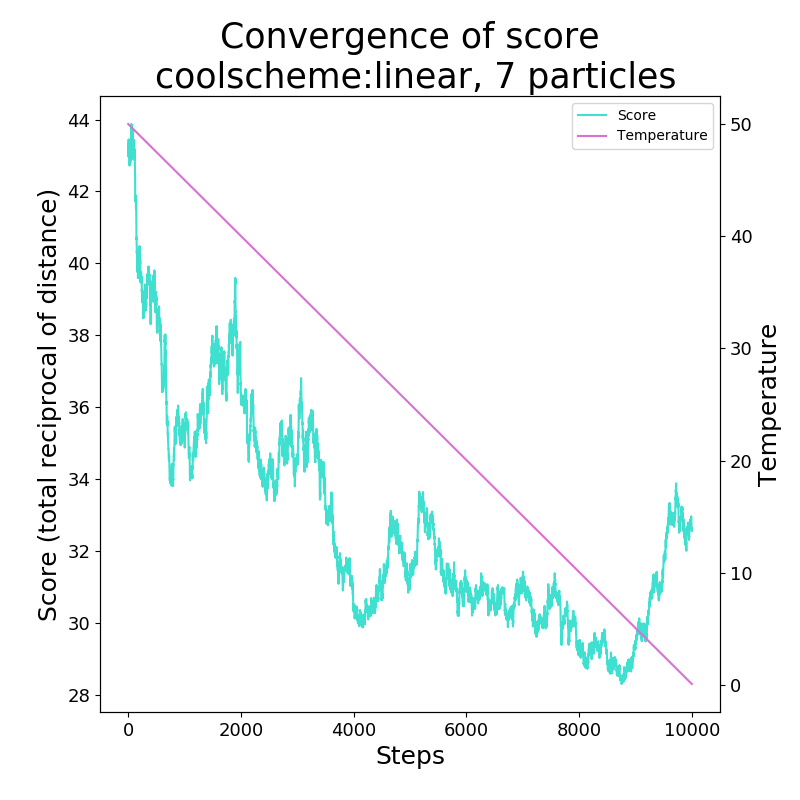 Convergence of score
coolscheme:linear, 7 particles
Score
Temperature
44
42
40
38
36
34
32
30
28
Score (total reciprocal of distance)
50
40
30
20
10
0
Temperature
0 2000 4000 6000 8000 10000
Steps